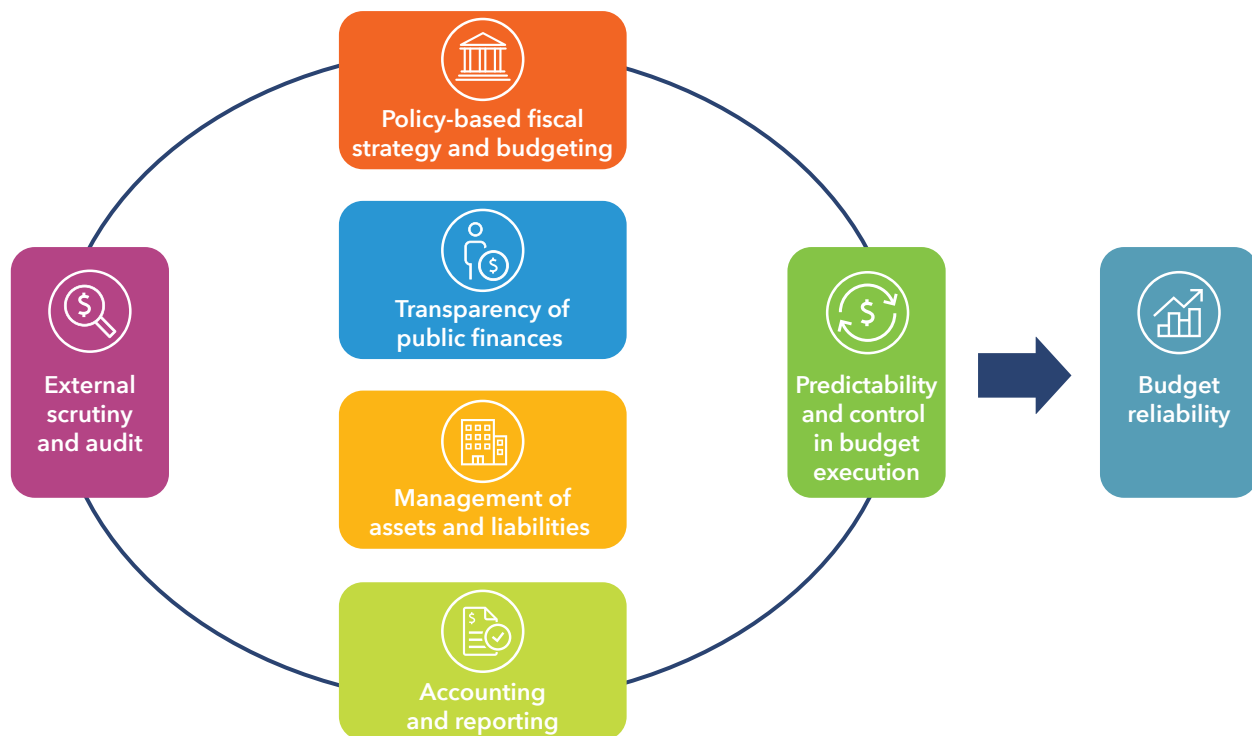 Policy-based fiscal
strategy and budgeting
Transparency of
public finances
External
scrutiny
and audit
Predictability
and control
in budget
execution
Budget
reliability
Management of
assets and liabilities
Accounting
and reporting